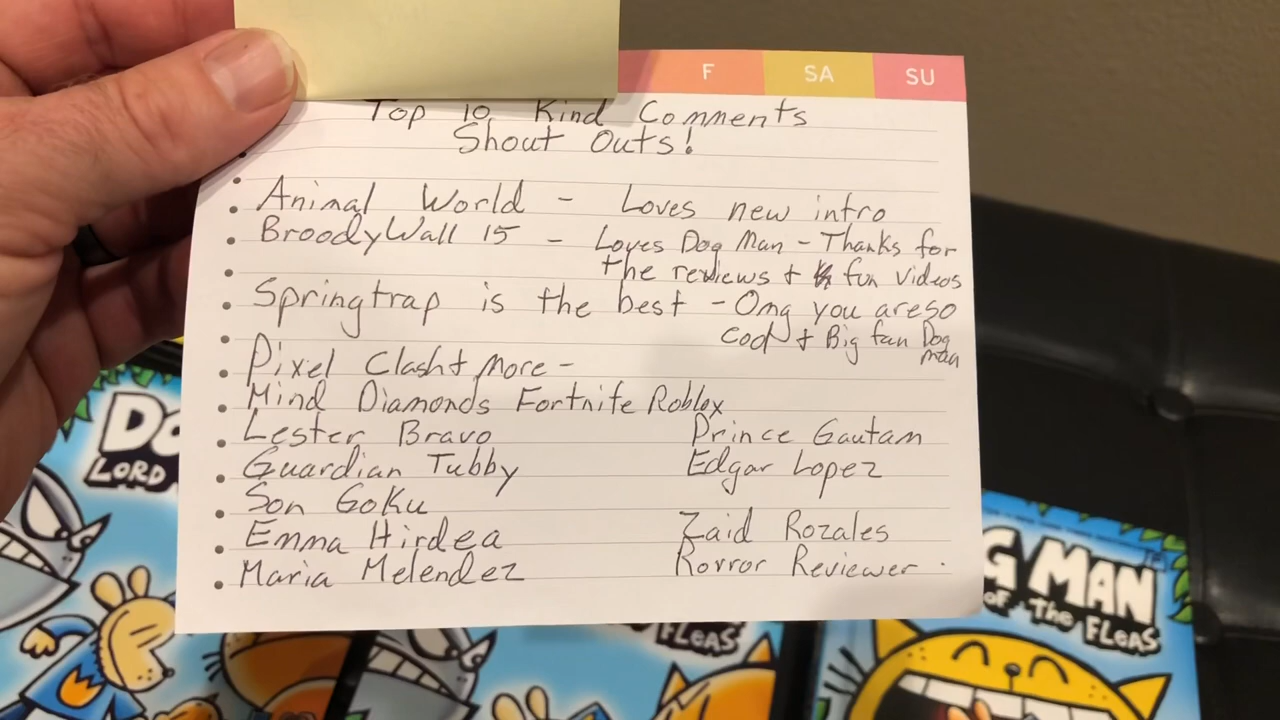 F SA SU
Top 10 Kind Comments
Shout Outs!
Animal World - Loves new intro
BroodyWall 15 - Loves Dog Man - Thanks for
the reviews + fun videos
Springtrap is the best - Omg you are so
cool + Big fan Dog
man
Pixel Clash + More -
Mind Diamonds Fortnite Roblox
Lester Bravo Prince Gautam
Guardian Tubby Edgar Lopez
Son Goku
Emma Hirdea Zaid Rozales
Maria Melendez Rorror Reviewer
DO
LORD
FLEAS
G MAN
OF THE FLEAS